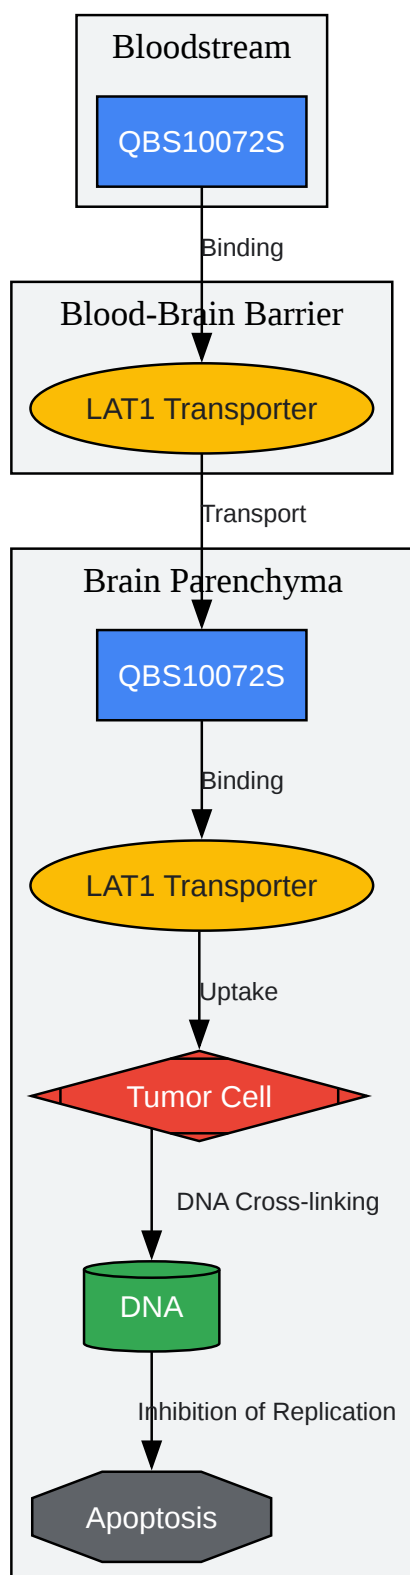 Bloodstream
QBS10072S
Binding
Blood-Brain Barrier
LAT1 Transporter
Transport
Brain Parenchyma
QBS10072S
Binding
LAT1 Transporter
Uptake
Tumor Cell
DNA Cross-linking
DNA
Inhibition of Replication
Apoptosis